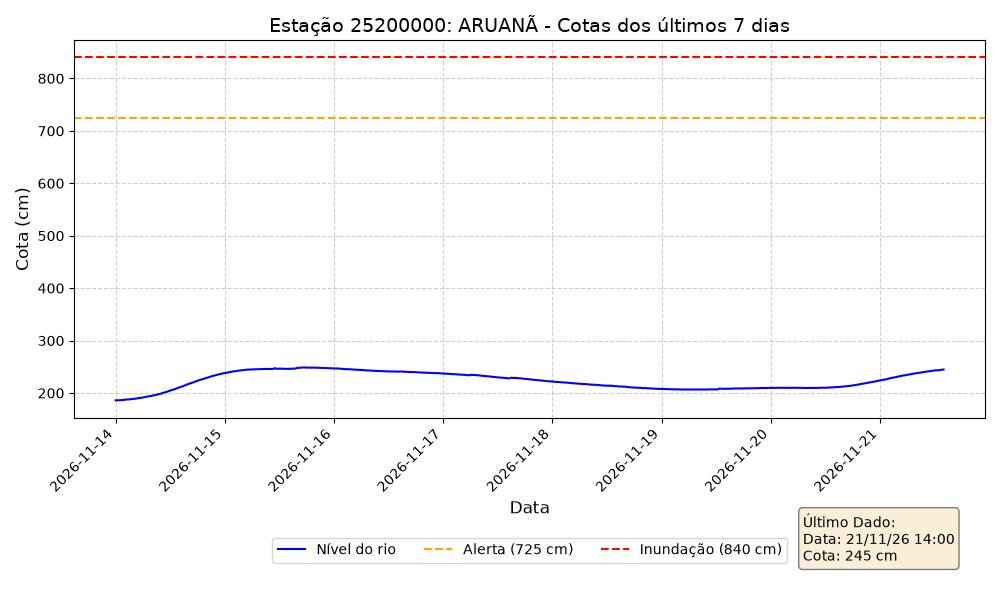 Estação 25200000: ARUANÃ - Cotas dos últimos 7 dias
Cota (cm)
800
700
600
500
400
300
200
2026-11-14
2026-11-15
2026-11-16
2026-11-17
2026-11-18
2026-11-19
2026-11-20
2026-11-21
Data
Nível do rio
Alerta (725 cm)
Inundação (840 cm)
Último Dado:
Data: 21/11/26 14:00
Cota: 245 cm